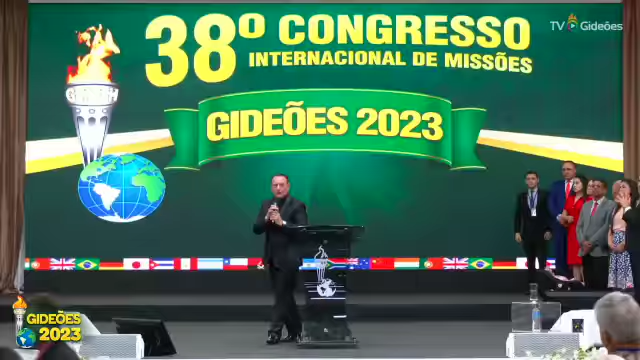 38º CONGRESSO
INTERNACIONAL DE MISSÕES
GIDEÕES 2023
TV Gideões
GIDEÕES
2023